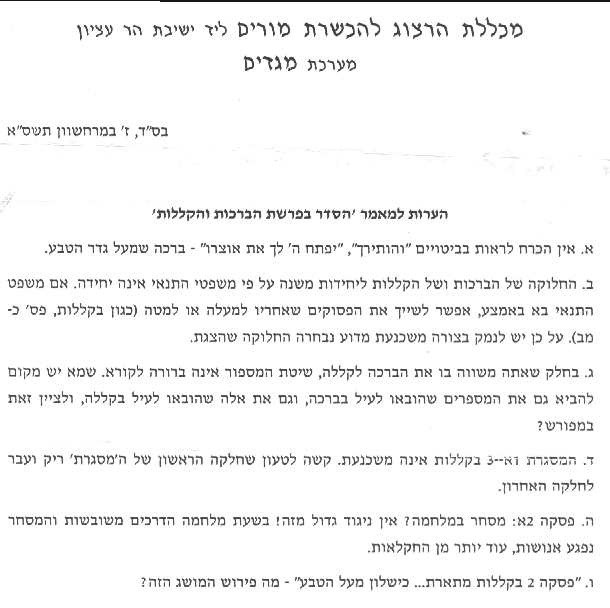 מכללת הרצוג להכשרת מורים ליד ישיבת הר עציון
מערכת מגדים
בס"ד, ז' במרחשוון תשס"א
הערות למאמר 'הסדר בפרשת הברכות והקללות'
א. אין הכרח לראות בביטויים "והותירך", "יפתח ה' לך את אוצרו" - ברכה שמעל גדר הטבע.
ב. החלוקה של הברכות ושל הקללות ליחידות משנה על פי משפטי התנאי אינה יחידה. אם משפט
התנאי בא באמצע, אפשר לשייך את הפסוקים שאחריו למעלה או למטה (כגון בקללות, פס' כ-
מב). על כן יש לנמק בצורה משכנעת מדוע נבחרה החלוקה שהצגת.
ג. בחלק שאתה משווה בו את הברכה לקללה, שיטת המספור אינה ברורה לקורא. שמא יש מקום
להביא גם את המספרים שהובאו לעיל בברכה, וגם את אלה שהובאו לעיל בקללה, ולציין זאת
במפורש?
ד. המסגרת 1א-3 בקללות אינה משכנעת. קשה לטעון שחלקה הראשון של ה'מסגרת' ריק ועבר
לחלקה האחרון.
ה. פסקה 2א: מסחר במלחמה? אין ניגוד גדול מזה! בשעת מלחמה הדרכים משובשות והמסחר
נפגע אנושות, עוד יותר מן החקלאות.
ו. "פסקה 2 בקללות מתארת... כישלון מעל הטבע" - מה פירוש המושג הזה?